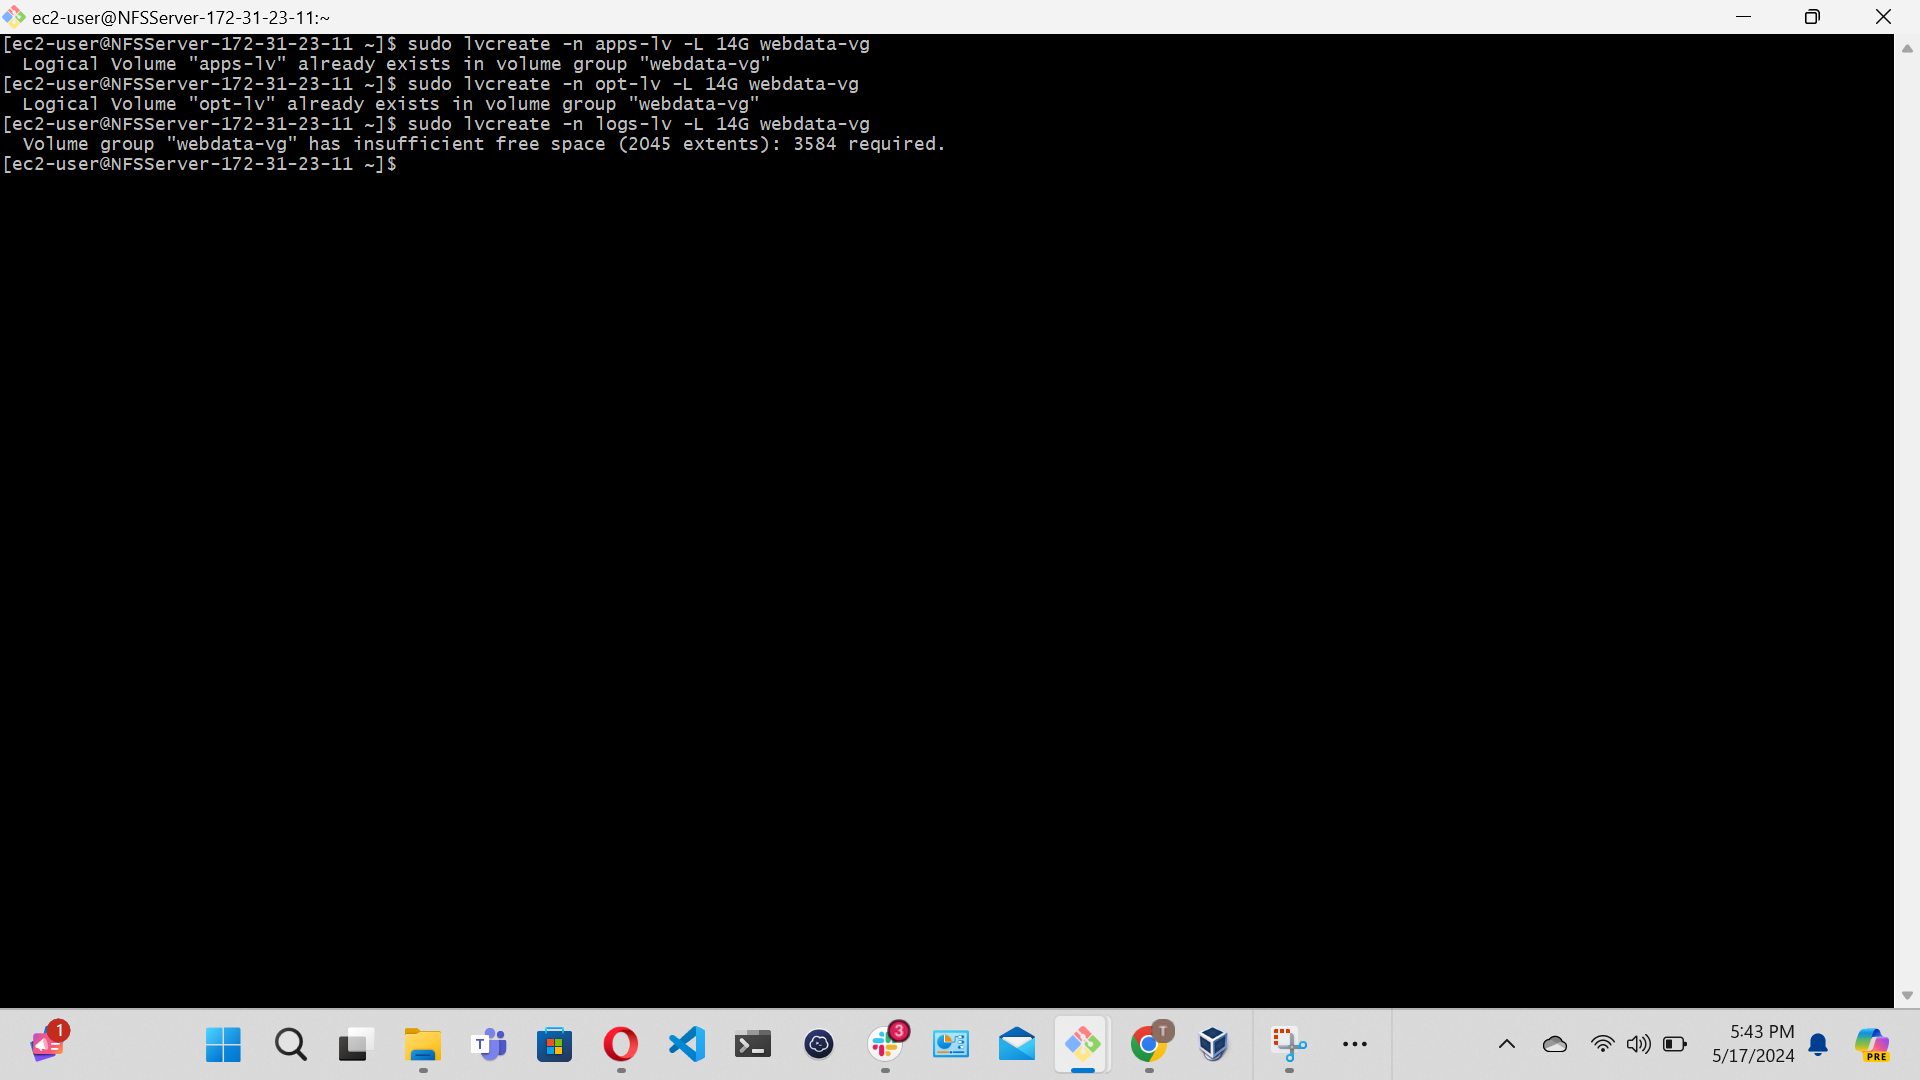 ec2-user@NFSServer-172-31-23-11:~
[ec2-user@NFSServer-172-31-23-11 ~]$ sudo lvcreate -n apps-lv -L 14G webdata-vg
  Logical Volume "apps-lv" already exists in volume group "webdata-vg"
[ec2-user@NFSServer-172-31-23-11 ~]$ sudo lvcreate -n opt-lv -L 14G webdata-vg
  Logical Volume "opt-lv" already exists in volume group "webdata-vg"
[ec2-user@NFSServer-172-31-23-11 ~]$ sudo lvcreate -n logs-lv -L 14G webdata-vg
  Volume group "webdata-vg" has insufficient free space (2045 extents): 3584 required.
[ec2-user@NFSServer-172-31-23-11 ~]$
1
T
3
T
5:43 PM
5/17/2024
PRE